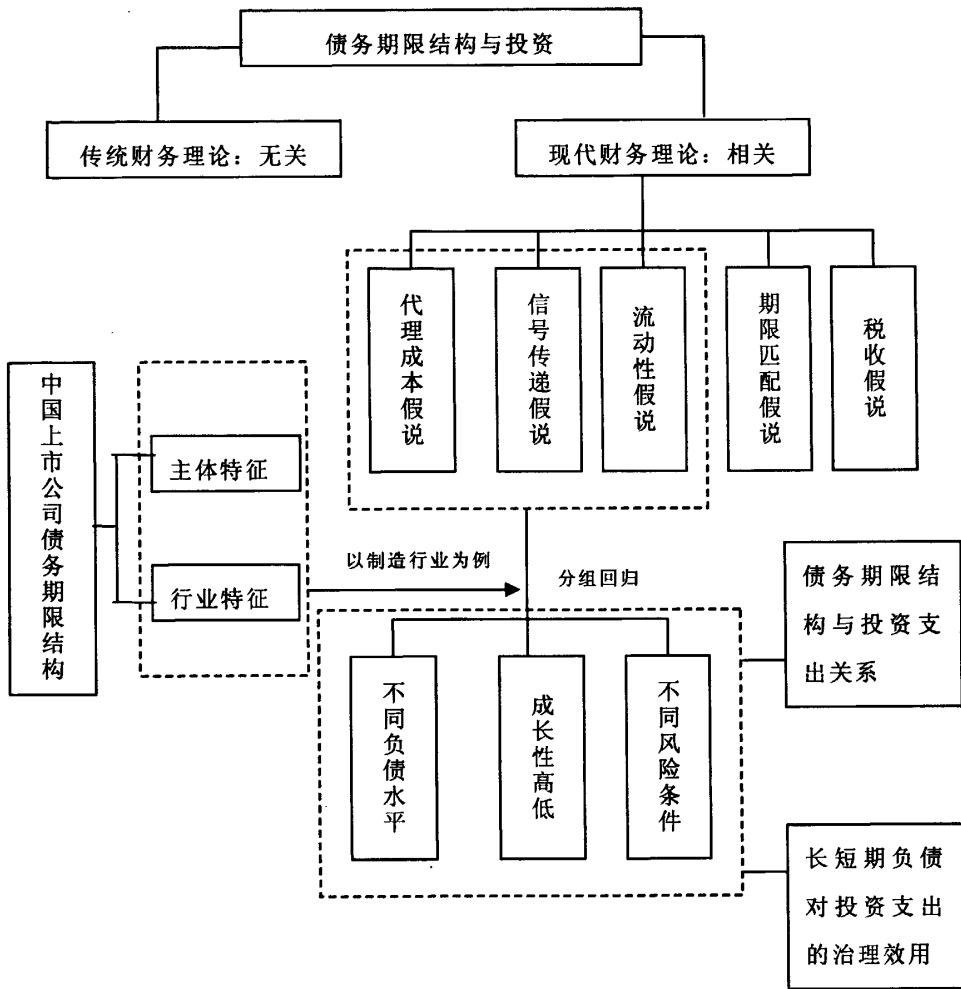 债务期限结构与投资
传统财务理论：无关
现代财务理论：相关
代理成本假说
信号传递假说
流动性假说
期限匹配假说
税收假说
中国上市公司债务期限结构
主体特征
行业特征
以制造行业为例
分组回归
不同负债水平
成长性高低
不同风险条件
债务期限结
构与投资支
出关系
长短期负债
对投资支出
的治理效用